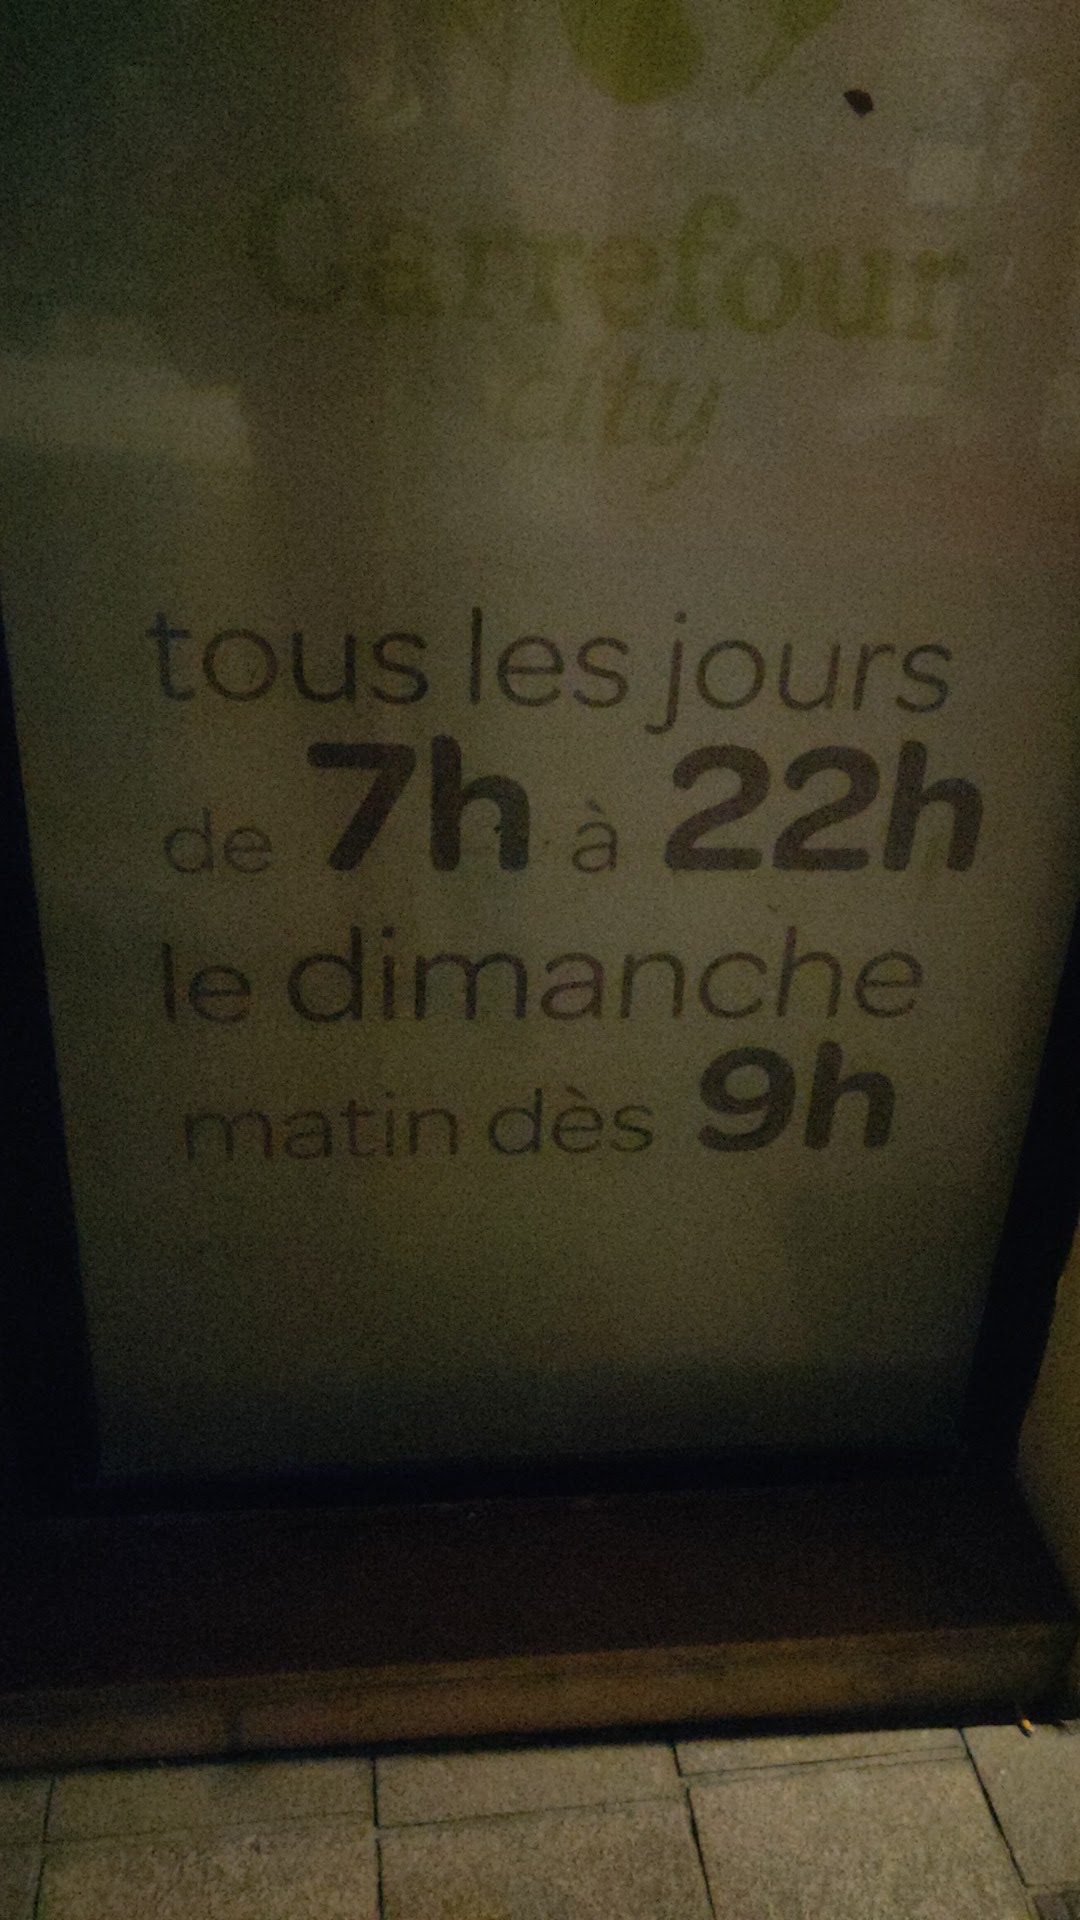 Carrefour
city
tous les jours
de 7h à 22h
le dimanche
matin dès 9h